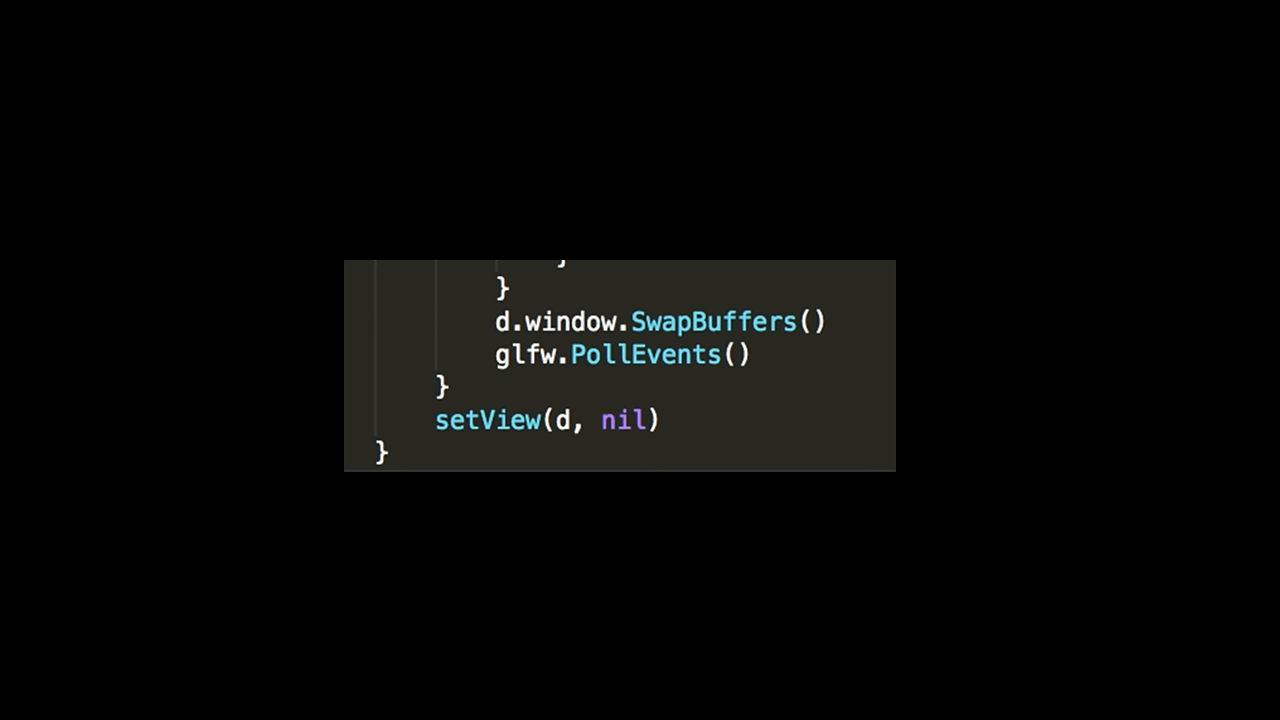 }
}
d.window.SwapBuffers()
glfw.PollEvents()
}
setView(d, nil)
}